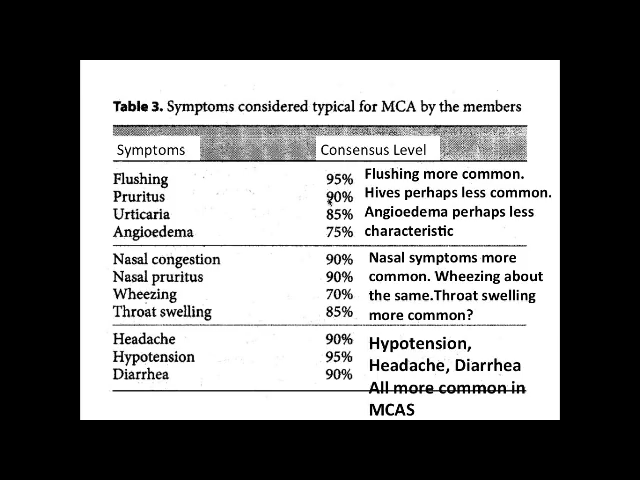 Table 3. Symptoms considered typical for MCA by the members
Symptoms Consensus Level
Flushing 95% Flushing more common.
Pruritus 90% Hives perhaps less common.
Urticaria 85% Angioedema perhaps less
Angioedema 75% characteristic
Nasal congestion 90% Nasal symptoms more
Nasal pruritus 90% common. Wheezing about
Wheezing 70% the same.Throat swelling
Throat swelling 85% more common?
Headache 90% Hypotension,
Hypotension 95% Headache, Diarrhea
Diarrhea 90% All more common in
MCAS